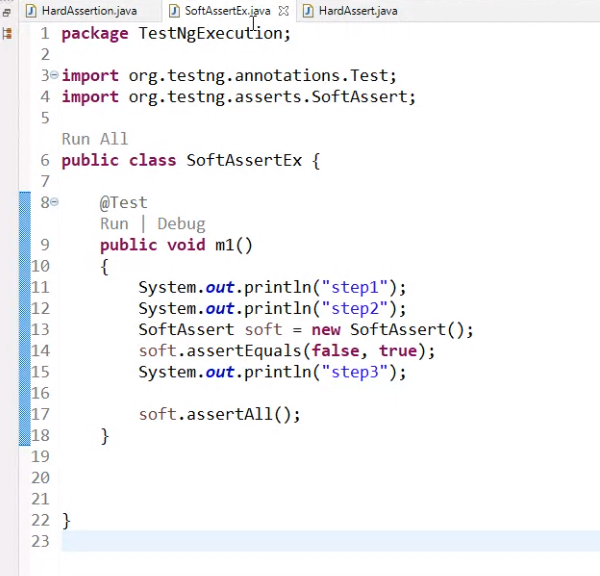 HardAssertion.java SoftAssertEx.java HardAssert.java
1 package TestNgExecution;
2
3 import org.testng.annotations.Test;
4 import org.testng.asserts.SoftAssert;
5
Run All
6 public class SoftAssertEx {
7
8 @Test
Run | Debug
9 public void m1()
10 {
11 System.out.println("step1");
12 System.out.println("step2");
13 SoftAssert soft = new SoftAssert();
14 soft.assertEquals(false, true);
15 System.out.println("step3");
16
17 soft.assertAll();
18 }
19
20
21
22 }
23